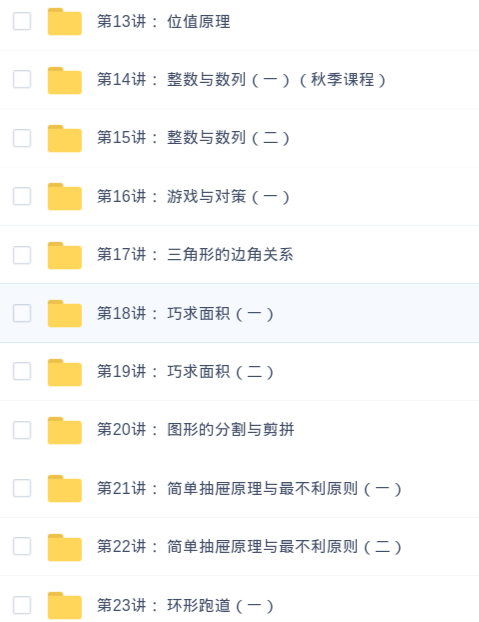 第13讲：位值原理
第14讲：整数与数列（一）（秋季课程）
第15讲：整数与数列（二）
第16讲：游戏与对策（一）
第17讲：三角形的边角关系
第18讲：巧求面积（一）
第19讲：巧求面积（二）
第20讲：图形的分割与剪拼
第21讲：简单抽屉原理与最不利原则（一）
第22讲：简单抽屉原理与最不利原则（二）
第23讲：环形跑道（一）